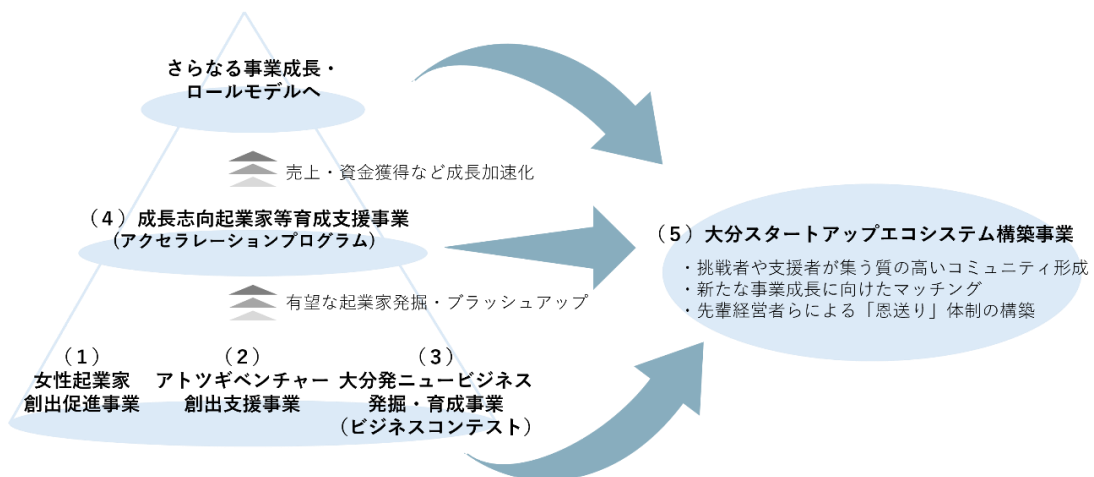 さらなる事業成長・
ロールモデルへ
売上・資金獲得など成長加速化
（４）成長志向起業家等育成支援事業
（アクセラレーションプログラム）
有望な起業家発掘・ブラッシュアップ
（１）
女性起業家
創出促進事業
（２）
アトツギベンチャー
創出支援事業
（３）
大分発ニュービジネス
発掘・育成事業
（ビジネスコンテスト）
（５）大分スタートアップエコシステム構築事業
・挑戦者や支援者が集う質の高いコミュニティ形成
・新たな事業成長に向けたマッチング
・先輩経営者らによる「恩送り」体制の構築